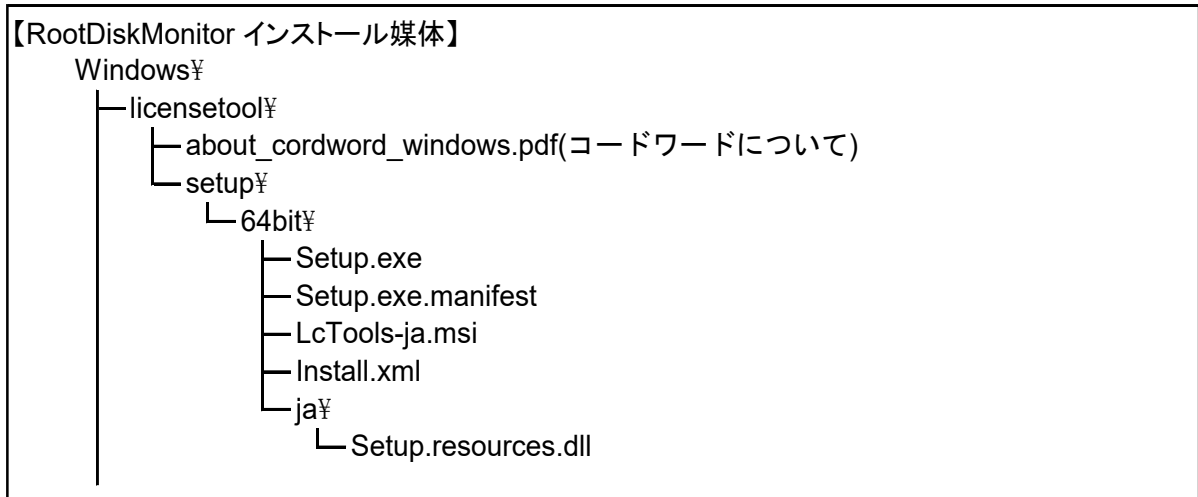 【RootDiskMonitor インストール媒体】
Windows¥
licensetool¥
about_cordword_windows.pdf(コードワードについて)
setup¥
64bit¥
Setup.exe
Setup.exe.manifest
LcTools-ja.msi
Install.xml
ja¥
Setup.resources.dll